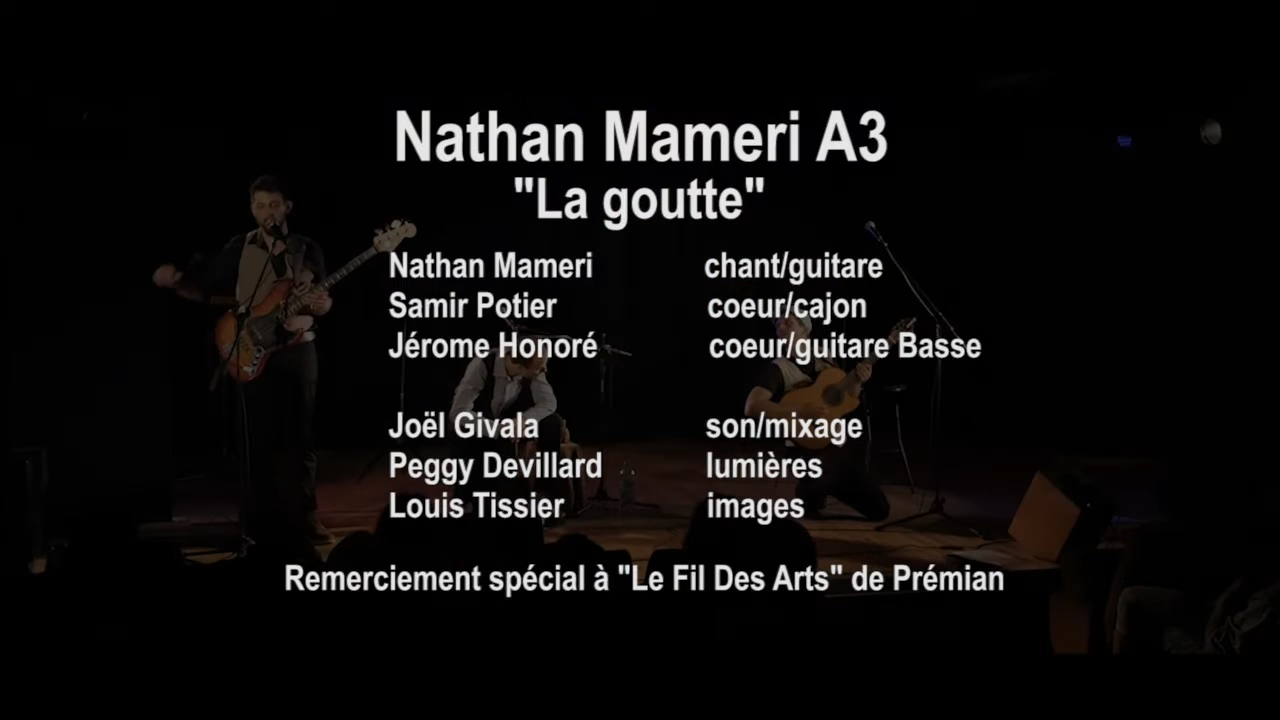 Nathan Mameri A3
"La goutte"
Nathan Mameri chant/guitare
Samir Potier coeur/cajon
Jérome Honoré coeur/guitare Basse
Joël Givala son/mixage
Peggy Devillard lumières
Louis Tissier images
Remerciement spécial à "Le Fil Des Arts" de Prémian